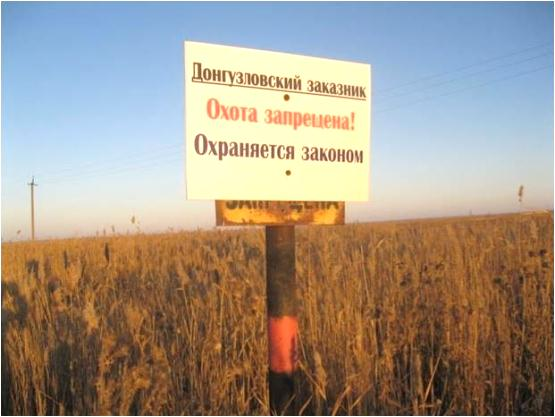 Донгузловский заказник
Охота запрещена!
Охраняется законом